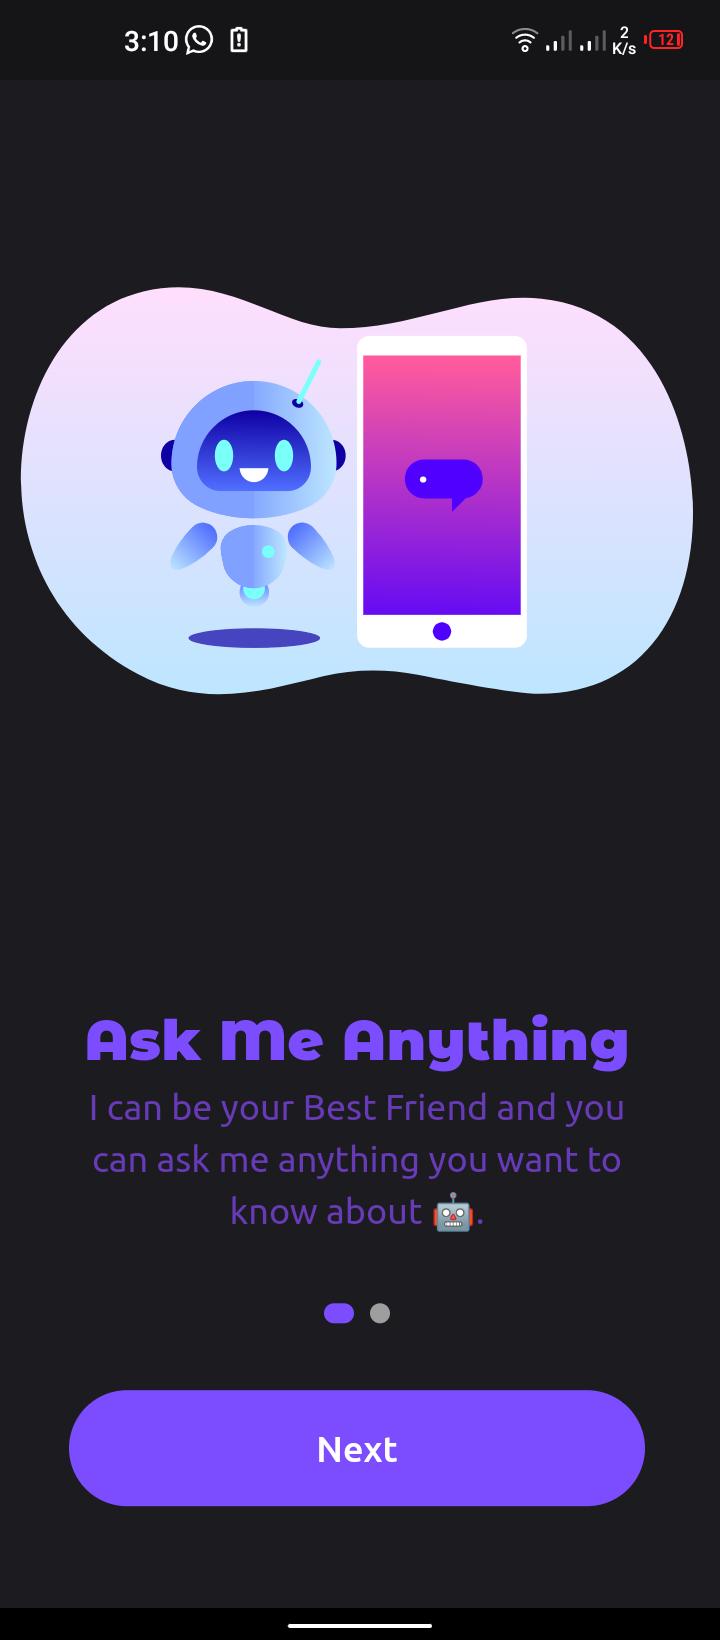 3:10
2
K/s
12
Ask Me Anything
I can be your Best Friend and you
can ask me anything you want to
know about 🤖.
Next